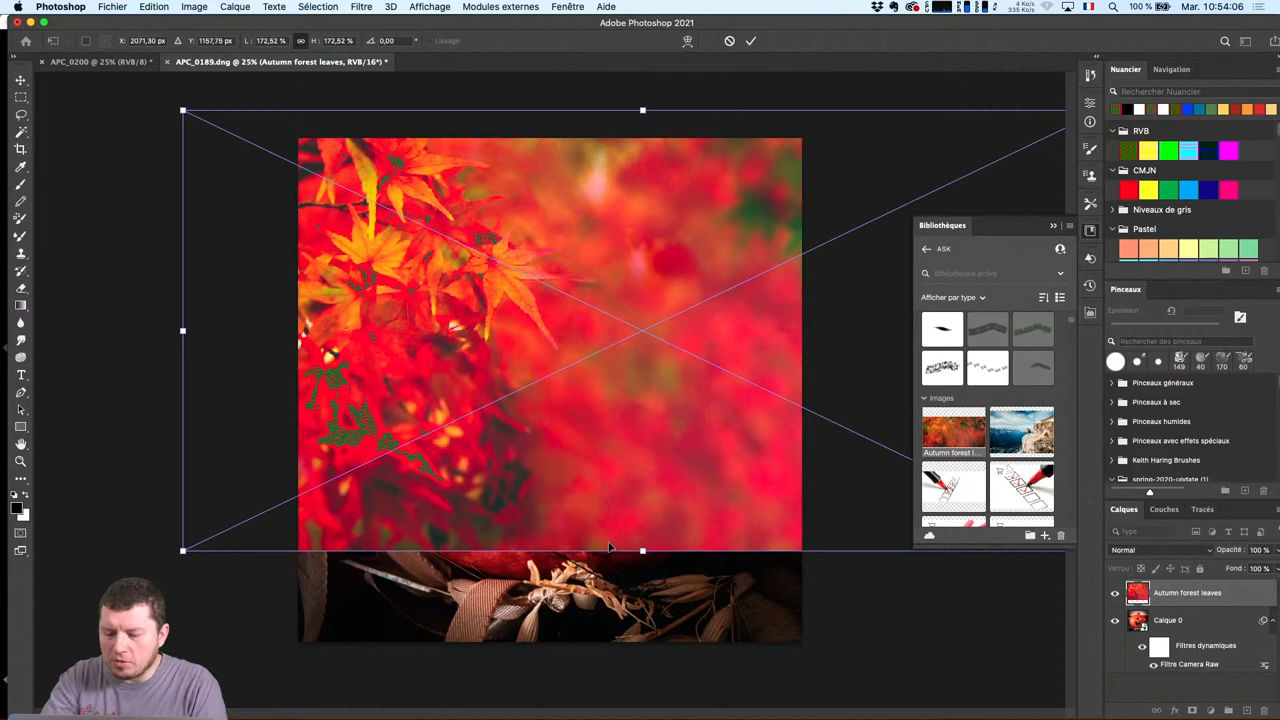 Photoshop Fichier Edition Image Calque Texte Sélection Filtre 3D Affichage Modules externes Fenêtre Aide 100 % Mar. 10:54:06
Adobe Photoshop 2021
X: 2071,30 px Y: 1157,75 px L: 172,52 % H: 172,52 % 0,00 ° Lissage
APC_0200 @ 25% (RVB/8) * APC_0189.dng @ 25% (Autumn forest leaves, RVB/16*) *
Nuancier Navigation
Rechercher Nuancier
RVB
CMJN
Niveaux de gris
Pastel
Bibliothèques
ASK
Bibliothèque active
Afficher par type
Images
Autumn forest l...
Pinceaux
Epaisseur :
Rechercher des pinceaux
149 40 170 60
Pinceaux généraux
Pinceaux à sec
Pinceaux humides
Pinceaux avec effets spéciaux
Keith Haring Brushes
spring-2020-update (1)
Calques Couches Tracés
Type
Normal Opacité : 100 %
Verrou : Fond : 100 %
Autumn forest leaves
Calque 0
Filtres dynamiques
Filtre Camera Raw